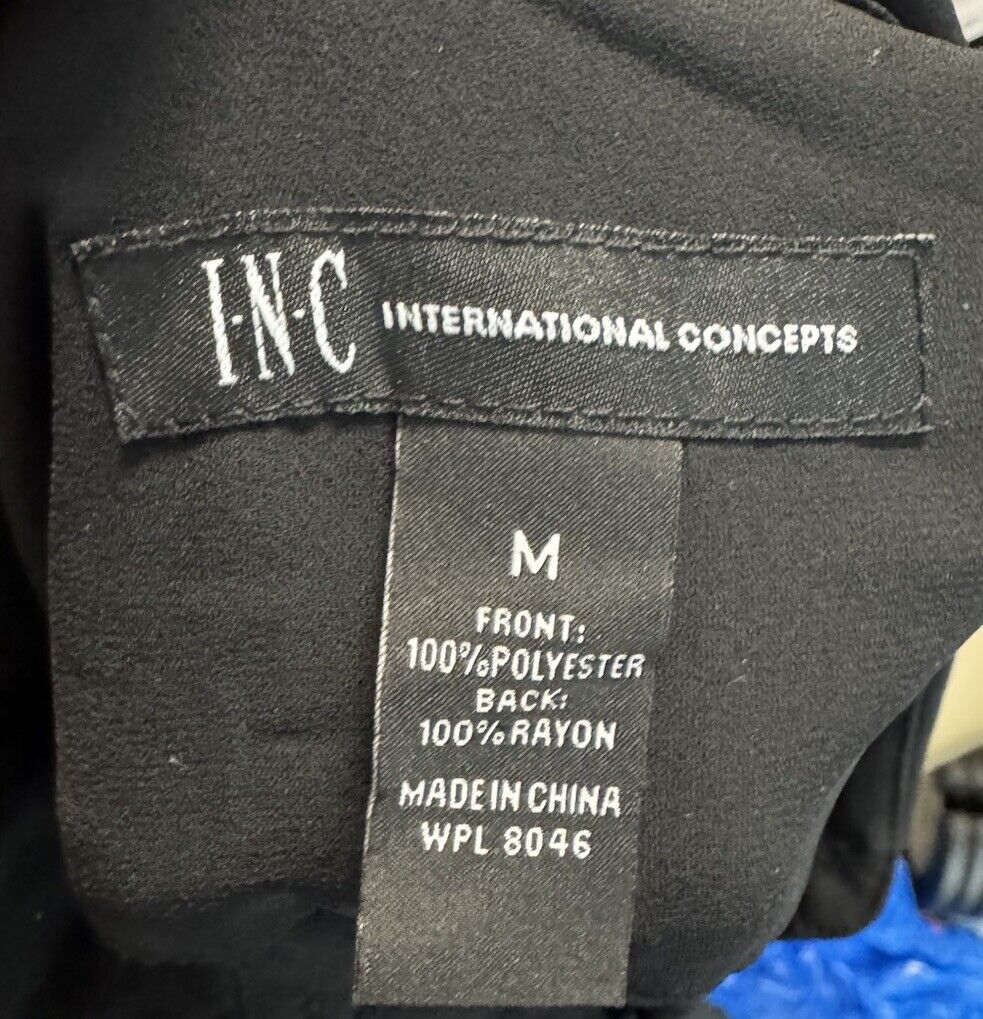 I·N·C INTERNATIONAL CONCEPTS
M
FRONT:
100%POLYESTER
BACK:
100%RAYON
MADE IN CHINA
WPL 8046